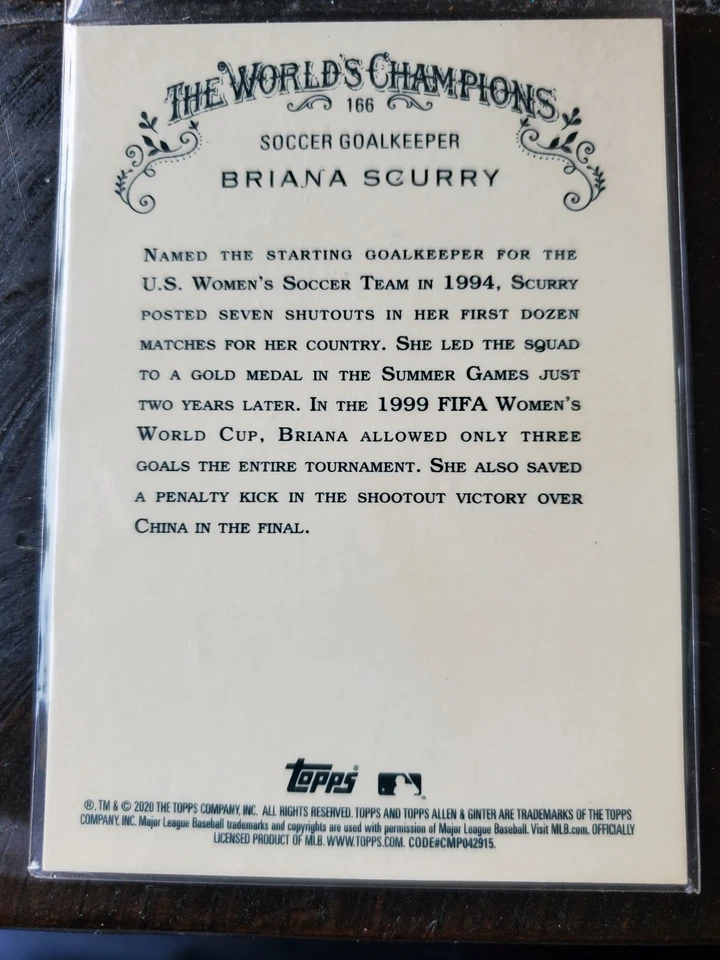 THE WORLD'S CHAMPIONS
166
SOCCER GOALKEEPER
BRIANA SCURRY
NAMED THE STARTING GOALKEEPER FOR THE
U.S. WOMEN'S SOCCER TEAM IN 1994, SCURRY
POSTED SEVEN SHUTOUTS IN HER FIRST DOZEN
MATCHES FOR HER COUNTRY. SHE LED THE SQUAD
TO A GOLD MEDAL IN THE SUMMER GAMES JUST
TWO YEARS LATER. IN THE 1999 FIFA WOMEN'S
WORLD CUP, BRIANA ALLOWED ONLY THREE
GOALS THE ENTIRE TOURNAMENT. SHE ALSO SAVED
A PENALTY KICK IN THE SHOOTOUT VICTORY OVER
CHINA IN THE FINAL.
topps®
®, TM & © 2020 THE TOPPS COMPANY, INC. ALL RIGHTS RESERVED. TOPPS AND TOPPS ALLEN & GINTER ARE TRADEMARKS OF THE TOPPS
COMPANY, INC. Major League Baseball trademarks and copyrights are used with permission of Major League Baseball. Visit MLB.com. OFFICIALLY
LICENSED PRODUCT OF MLB. WWW.TOPPS.COM. CODE#CMP042915.